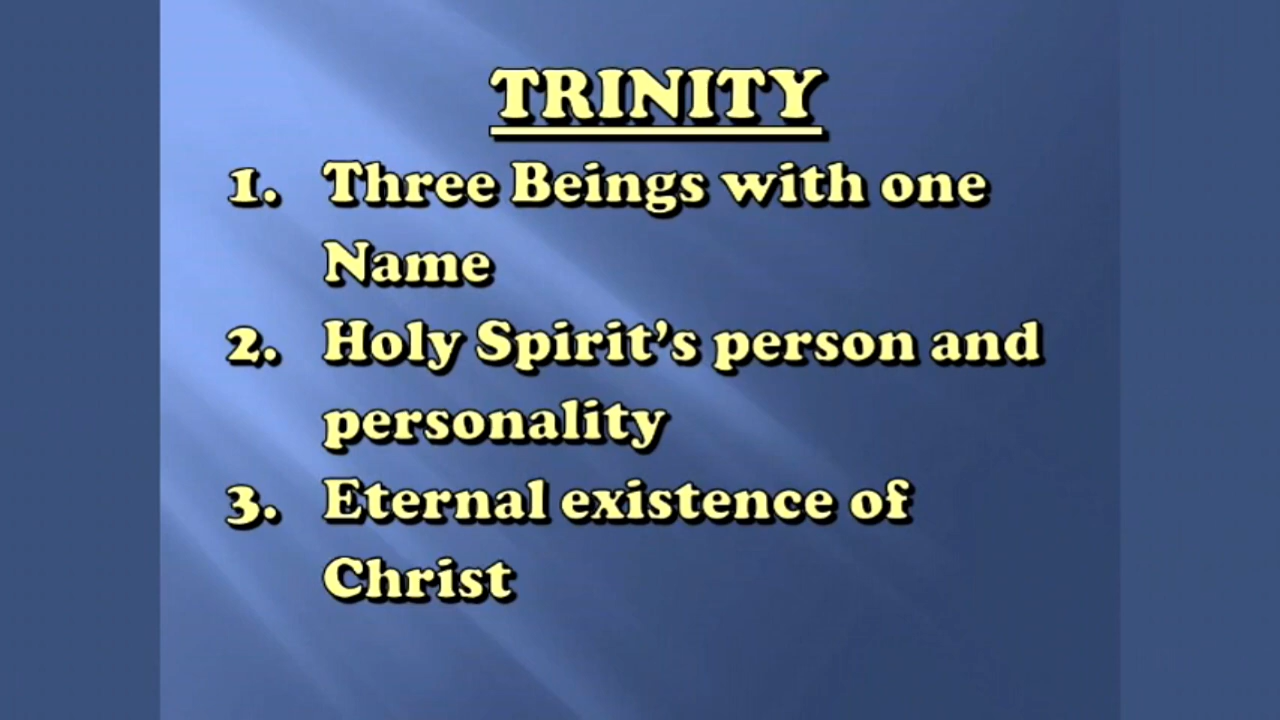 TRINITY
1. Three Beings with one
Name
2. Holy Spirit’s person and
personality
3. Eternal existence of
Christ